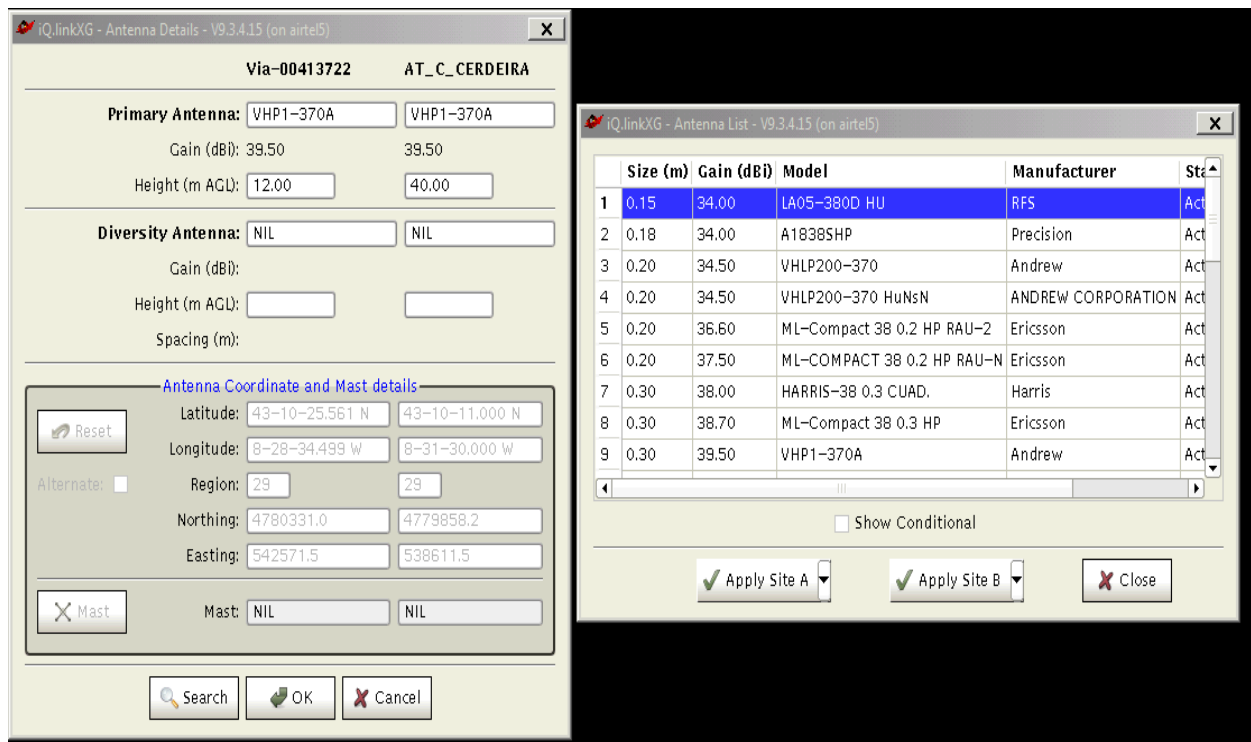 iQ.linkXG - Antenna Details - V9.3.4.15 (on airtel5)
Via-00413722 AT_C_CERDEIRA
Primary Antenna: VHP1-370A VHP1-370A
Gain (dBi): 39.50 39.50
Height (m AGL): 12.00 40.00
Diversity Antenna: NIL NIL
Gain (dBi):
Height (m AGL):
Spacing (m):
Antenna Coordinate and Mast details
Reset
Latitude: 43-10-25.561 N 43-10-11.000 N
Longitude: 8-28-34.499 W 8-31-30.000 W
Alternate: Region: 29 29
Northing: 4780331.0 4779858.2
Easting: 542571.5 538611.5
Mast Mast: NIL NIL
Search OK Cancel
iQ.linkXG - Antenna List - V9.3.4.15 (on airtel5)
Size (m) Gain (dBi) Model Manufacturer Sta
1 0.15 34.00 LA05-380D HU RFS Act
2 0.18 34.00 A1838SHP Precision Act
3 0.20 34.50 VHLP200-370 Andrew Act
4 0.20 34.50 VHLP200-370 HuNsN ANDREW CORPORATION Act
5 0.20 36.60 ML-Compact 38 0.2 HP RAU-2 Ericsson Act
6 0.20 37.50 ML-COMPACT 38 0.2 HP RAU-N Ericsson Act
7 0.30 38.00 HARRIS-38 0.3 CUAD. Harris Act
8 0.30 38.70 ML-Compact 38 0.3 HP Ericsson Act
9 0.30 39.50 VHP1-370A Andrew Act
Show Conditional
Apply Site A Apply Site B Close